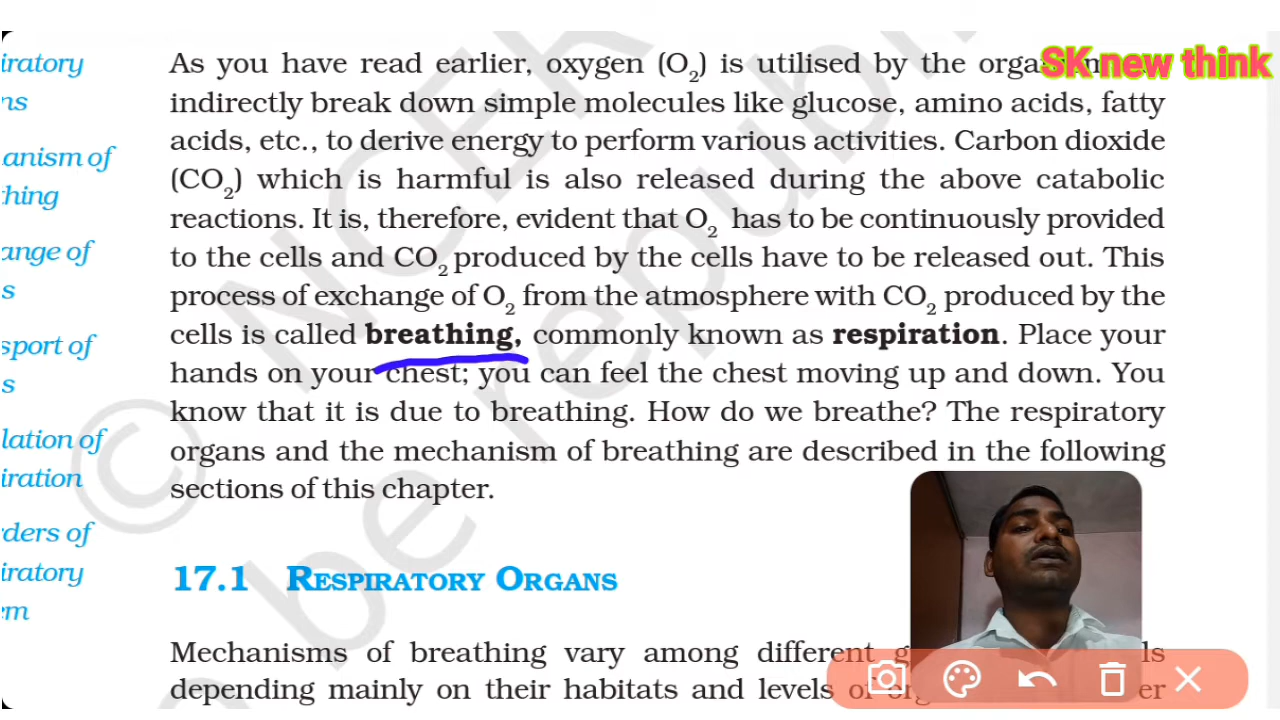 SK new think
iratory
ns
anism of
thing
ange of
s
sport of
s
lation of
iration
ders of
iratory
em
As you have read earlier, oxygen (O2) is utilised by the
indirectly break down simple molecules like glucose, amino acids, fatty
acids, etc., to derive energy to perform various activities. Carbon dioxide
(CO2) which is harmful is also released during the above catabolic
reactions. It is, therefore, evident that O2 has to be continuously provided
to the cells and CO2 produced by the cells have to be released out. This
process of exchange of O2 from the atmosphere with CO2 produced by the
cells is called breathing, commonly known as respiration. Place your
hands on your chest; you can feel the chest moving up and down. You
know that it is due to breathing. How do we breathe? The respiratory
organs and the mechanism of breathing are described in the following
sections of this chapter.
17.1 RESPIRATORY ORGANS
Mechanisms of breathing vary among different
depending mainly on their habitats and levels of